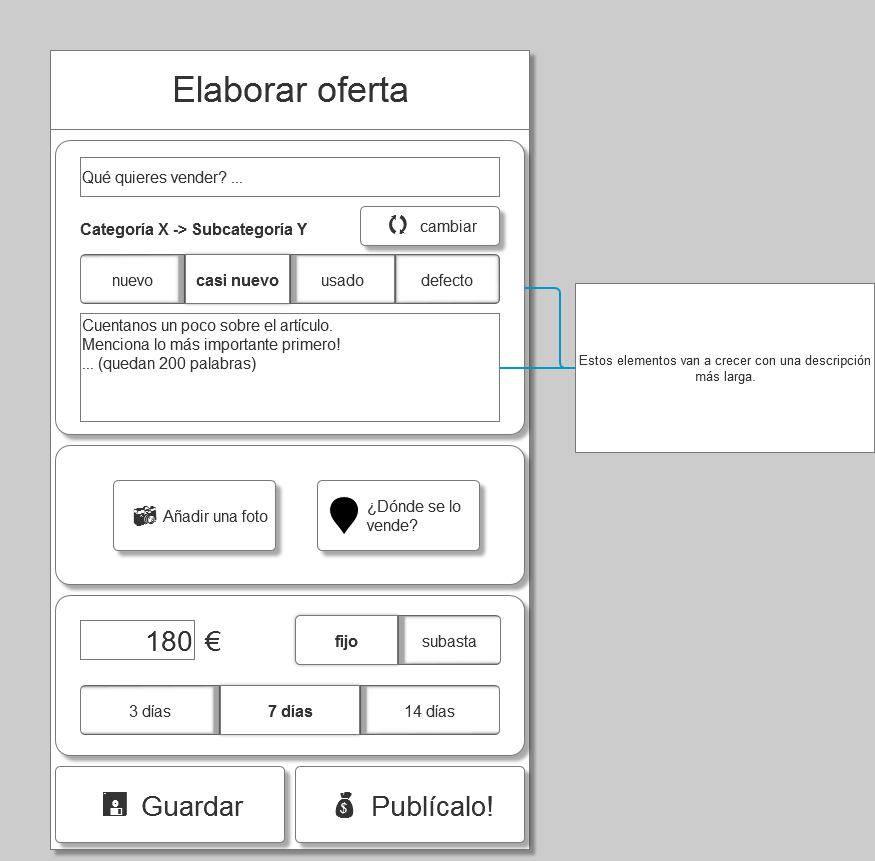 Elaborar oferta
Qué quieres vender? ...
Categoría X -> Subcategoría Y
cambiar
nuevo
casi nuevo
usado
defecto
Cuentanos un poco sobre el artículo.
Menciona lo más importante primero!
... (quedan 200 palabras)
Estos elementos van a crecer con una descripción
más larga.
Añadir una foto
¿Dónde se lo
vende?
180 €
fijo
subasta
3 días
7 días
14 días
Guardar
Publícalo!